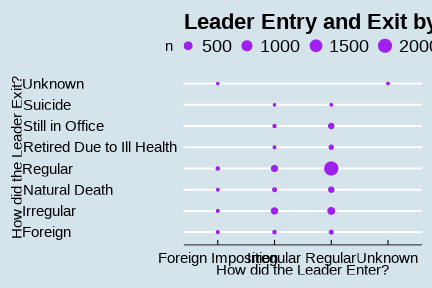 Leader Entry and Exit by
n 500 1000 1500 2000
How did the Leader Exit?
Unknown
Suicide
Still in Office
Retired Due to Ill Health
Regular
Natural Death
Irregular
Foreign
Foreign Imposition Irregular Regular Unknown
How did the Leader Enter?